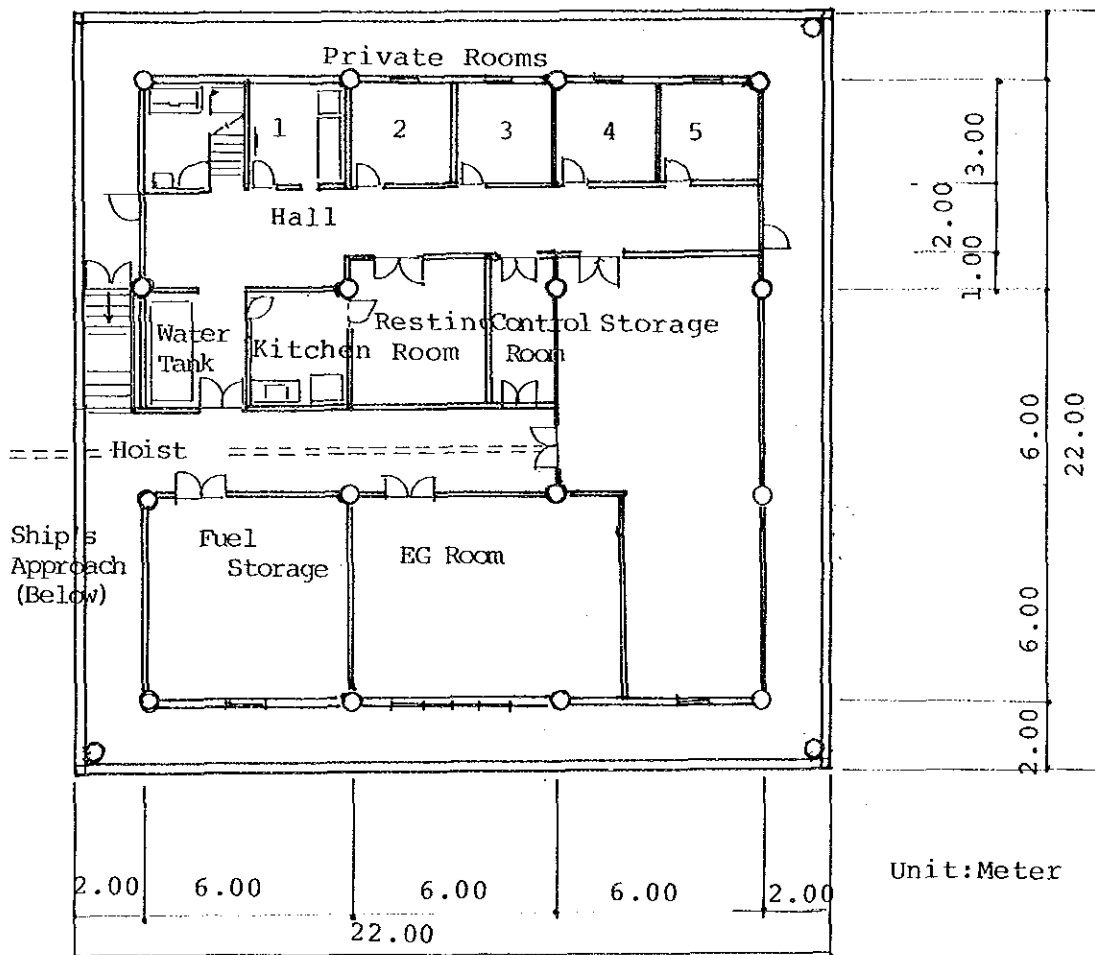 Private Rooms
1
2
3
4
5
Hall
Water
Tank
Kitchen
Resting
Room
Control
Room
Storage
Hoist
Ship's
Approach
(Below)
Fuel
Storage
EG Room
3.00
2.00
1.00
6.00
22.00
6.00
2.00
2.00
6.00
6.00
6.00
2.00
22.00
Unit:Meter